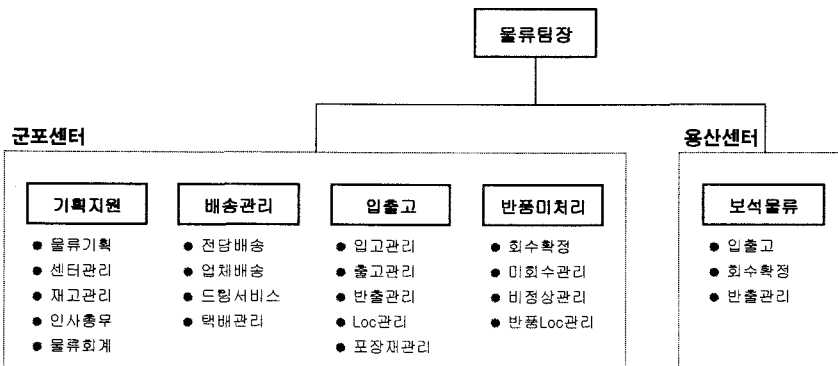 물류팀장
군포센터
용산센터
기획지원
배송관리
입출고
반품미처리
보석물류
● 물류기획
● 센터관리
● 재고관리
● 인사총무
● 물류회계
● 전담배송
● 업체배송
● 드림서비스
● 택배관리
● 입고관리
● 출고관리
● 반출관리
● Loc관리
● 포장재관리
● 회수확정
● 미회수관리
● 비정상관리
● 반품Loc관리
● 입출고
● 회수확정
● 반출관리